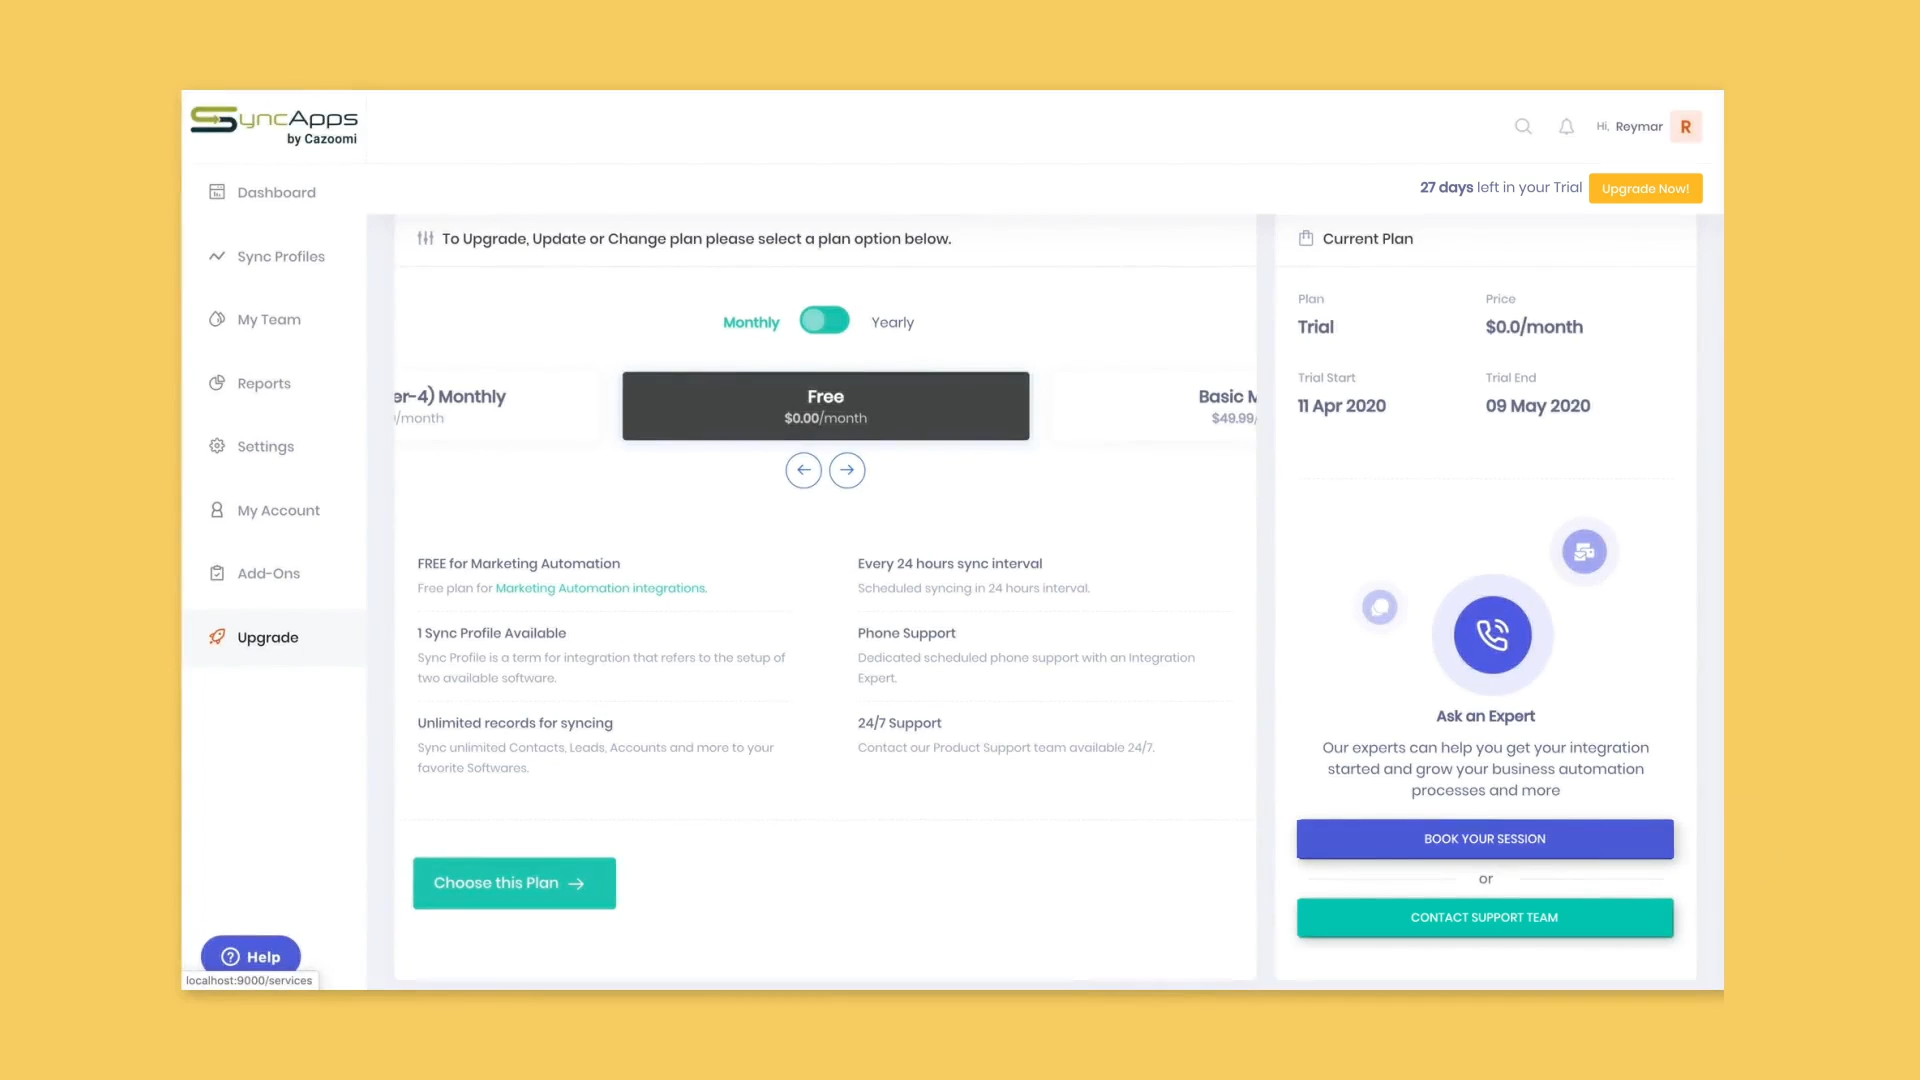 SyncApps
by Cazoomi
Hi, Reymar R
27 days left in your Trial
Upgrade Now!
Dashboard
Sync Profiles
My Team
Reports
Settings
My Account
Add-Ons
Upgrade
Help
localhost:9000/services
To Upgrade, Update or Change plan please select a plan option below.
Monthly
Yearly
er-4) Monthly
/month
Free
$0.00/month
Basic M
$49.99/
FREE for Marketing Automation
Free plan for Marketing Automation integrations.
1 Sync Profile Available
Sync Profile is a term for integration that refers to the setup of
two available software.
Unlimited records for syncing
Sync unlimited Contacts, Leads, Accounts and more to your
favorite Softwares.
Every 24 hours sync interval
Scheduled syncing in 24 hours interval.
Phone Support
Dedicated scheduled phone support with an Integration
Expert.
24/7 Support
Contact our Product Support team available 24/7.
Choose this Plan
Current Plan
Plan
Trial
Price
$0.0/month
Trial Start
11 Apr 2020
Trial End
09 May 2020
Ask an Expert
Our experts can help you get your integration
started and grow your business automation
processes and more
BOOK YOUR SESSION
or
CONTACT SUPPORT TEAM